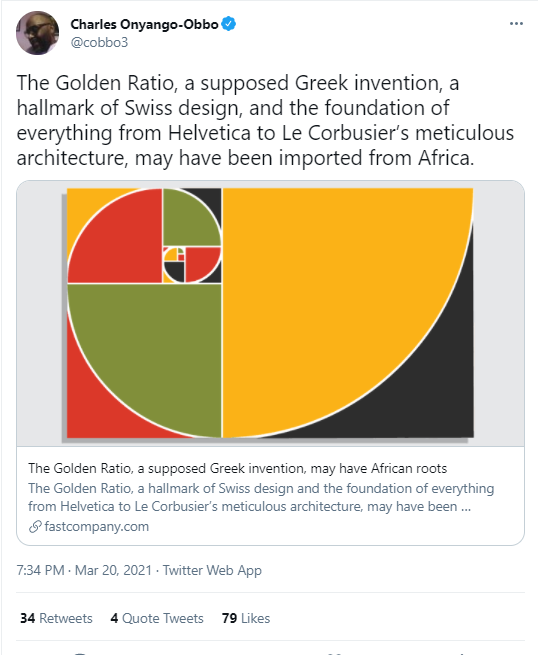 Charles Onyango-Obbo
@cobbo3
The Golden Ratio, a supposed Greek invention, a
hallmark of Swiss design, and the foundation of
everything from Helvetica to Le Corbusier’s meticulous
architecture, may have been imported from Africa.
The Golden Ratio, a supposed Greek invention, may have African roots
The Golden Ratio, a hallmark of Swiss design and the foundation of everything
from Helvetica to Le Corbusier’s meticulous architecture, may have been ...
fastcompany.com
7:34 PM · Mar 20, 2021 · Twitter Web App
34 Retweets 4 Quote Tweets 79 Likes